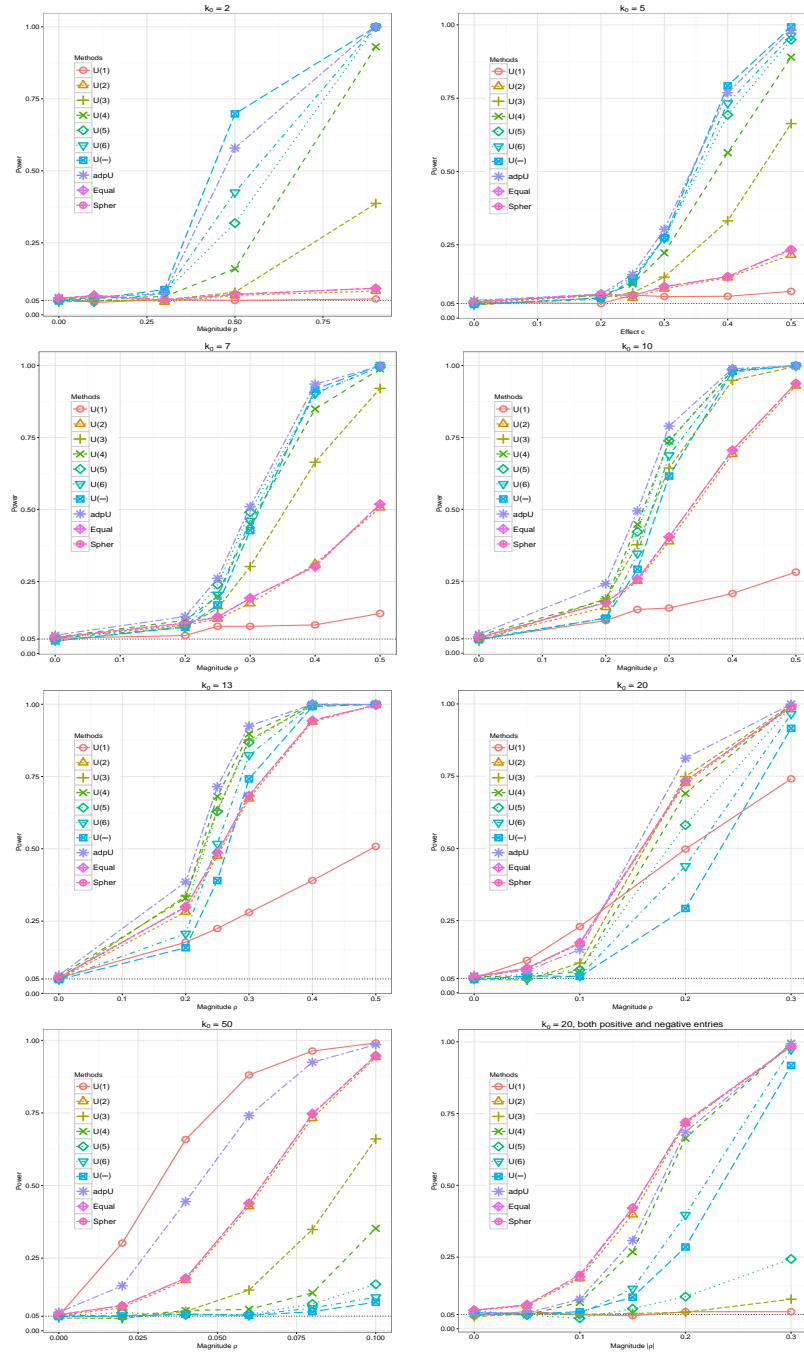 k₀ = 2
Power
1.00
0.75
0.50
0.25
0.05
0.00
Methods
U(1)
U(2)
U(3)
U(4)
U(5)
U(6)
U(∞)
adpU
Equal
Spher
0.00 0.25 0.50 0.75
Magnitude ρ
k₀ = 5
Power
1.00
0.75
0.50
0.25
0.05
0.00
Methods
U(1)
U(2)
U(3)
U(4)
U(5)
U(6)
U(∞)
adpU
Equal
Spher
0.0 0.1 0.2 0.3 0.4 0.5
Effect c
k₀ = 7
Power
1.00
0.75
0.50
0.25
0.05
0.00
Methods
U(1)
U(2)
U(3)
U(4)
U(5)
U(6)
U(∞)
adpU
Equal
Spher
0.0 0.1 0.2 0.3 0.4 0.5
Magnitude ρ
k₀ = 10
Power
1.00
0.75
0.50
0.25
0.05
0.00
Methods
U(1)
U(2)
U(3)
U(4)
U(5)
U(6)
U(∞)
adpU
Equal
Spher
0.0 0.1 0.2 0.3 0.4 0.5
Magnitude ρ
k₀ = 13
Power
1.00
0.75
0.50
0.25
0.05
0.00
Methods
U(1)
U(2)
U(3)
U(4)
U(5)
U(6)
U(∞)
adpU
Equal
Spher
0.0 0.1 0.2 0.3 0.4 0.5
Magnitude ρ
k₀ = 20
Power
1.00
0.75
0.50
0.25
0.05
0.00
Methods
U(1)
U(2)
U(3)
U(4)
U(5)
U(6)
U(∞)
adpU
Equal
Spher
0.0 0.1 0.2 0.3
Magnitude ρ
k₀ = 50
Power
1.00
0.75
0.50
0.25
0.05
0.00
Methods
U(1)
U(2)
U(3)
U(4)
U(5)
U(6)
U(∞)
adpU
Equal
Spher
0.000 0.025 0.050 0.075 0.100
Magnitude ρ
k₀ = 20, both positive and negative entries
Power
1.00
0.75
0.50
0.25
0.05
0.00
Methods
U(1)
U(2)
U(3)
U(4)
U(5)
U(6)
U(∞)
adpU
Equal
Spher
0.0 0.1 0.2 0.3
Magnitude |ρ|